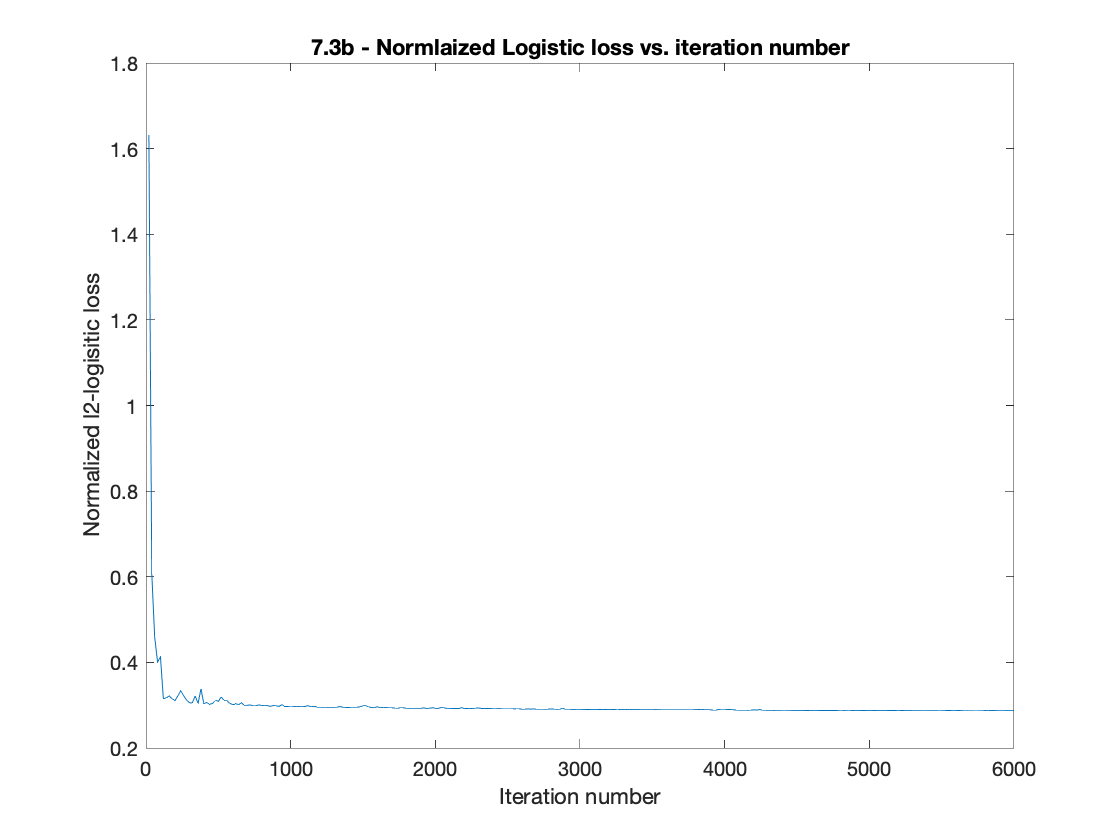 7.3b - Normlaized Logistic loss vs. iteration number
1.8
1.6
1.4
1.2
1
0.8
0.6
0.4
0.2
Normalized l2-logisitic loss
0 1000 2000 3000 4000 5000 6000
Iteration number